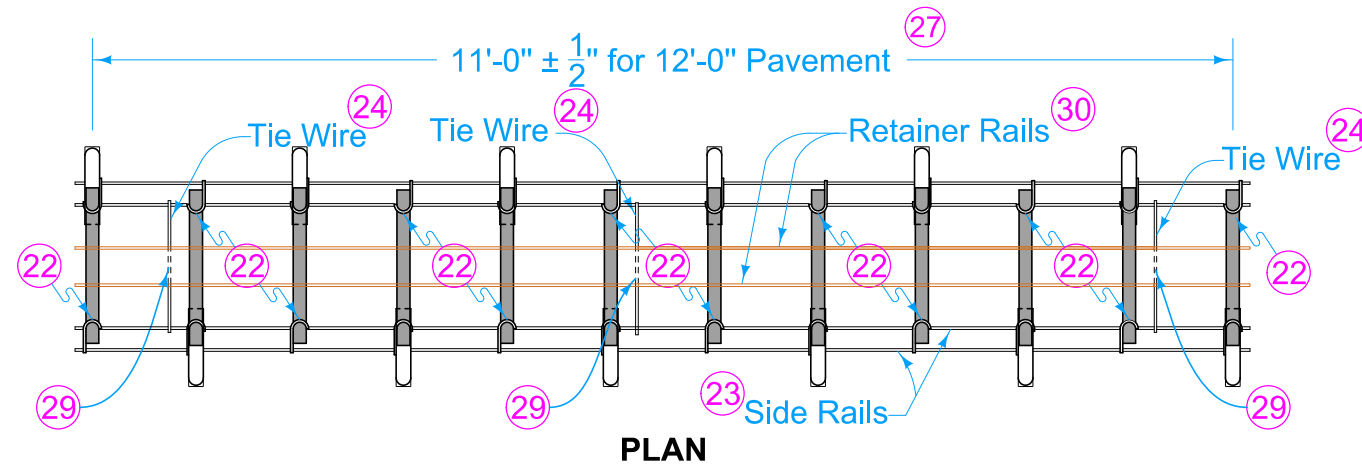 27
11'-0" ± 1/2" for 12'-0" Pavement
24
24
30
24
Tie Wire
Tie Wire
Retainer Rails
Tie Wire
22
22
22
22
22
22
22
29
29
23
Side Rails
29
PLAN